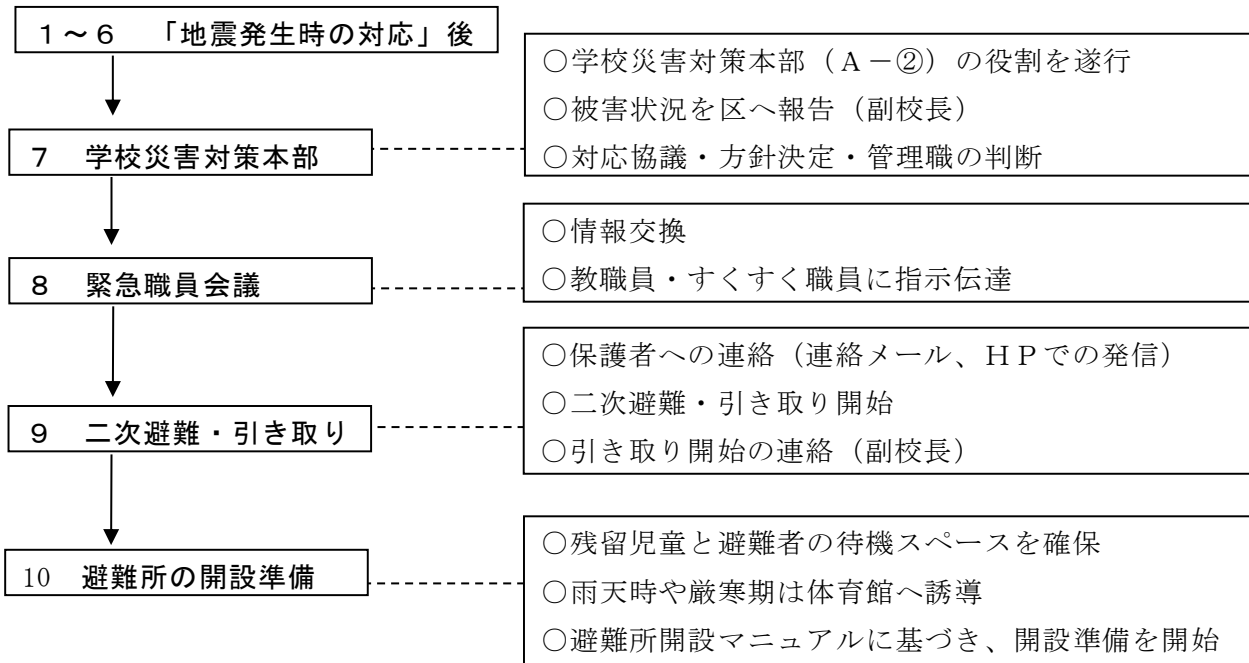 １～６　「地震発生時の対応」後
○学校災害対策本部（Ａ－②）の役割を遂行
○被害状況を区へ報告（副校長）
○対応協議・方針決定・管理職の判断
７　学校災害対策本部
○情報交換
○教職員・すくすく職員に指示伝達
８　緊急職員会議
○保護者への連絡（連絡メール、ＨＰでの発信）
○二次避難・引き取り開始
○引き取り開始の連絡（副校長）
９　二次避難・引き取り
○残留児童と避難者の待機スペースを確保
○雨天時や厳寒期は体育館へ誘導
○避難所開設マニュアルに基づき、開設準備を開始
10　避難所の開設準備